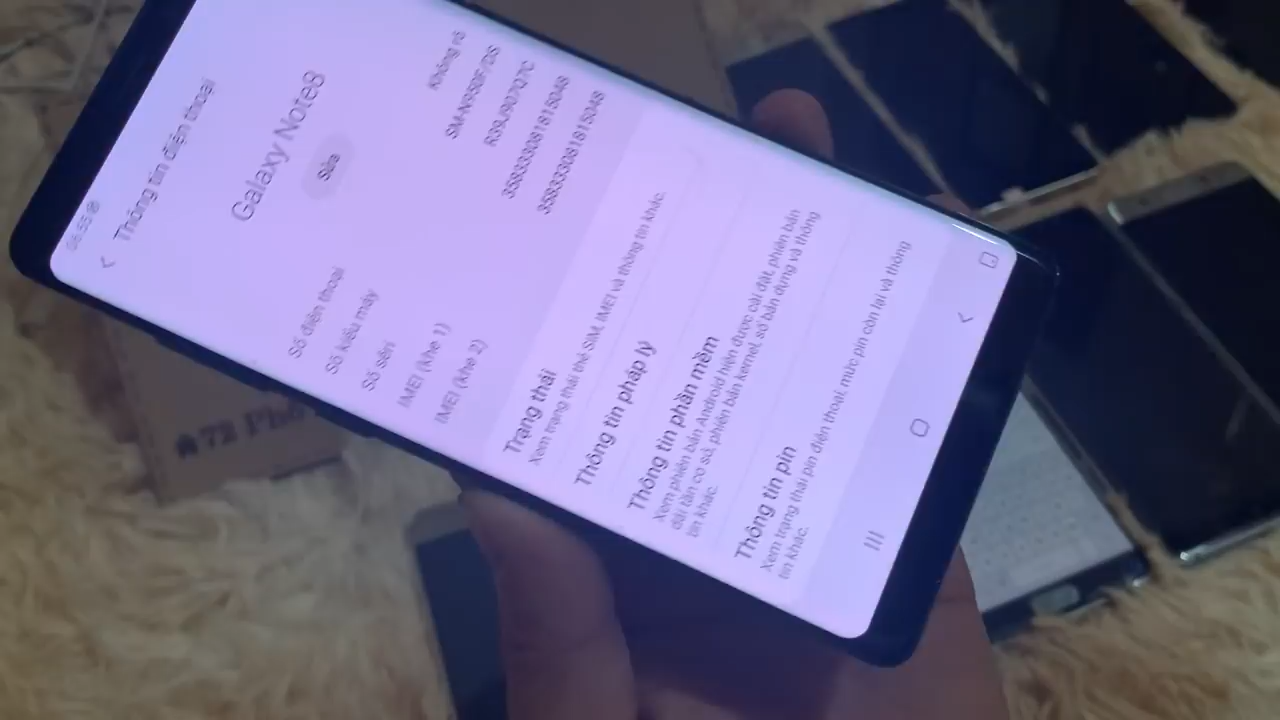 06:55
Thông tin điện thoại
Galaxy Note8
Sửa
Số điện thoại Không rõ
Số kiểu máy SM-N950F/DS
Số sêri R39J907Q7C
IMEI (khe 1)
IMEI (khe 2)
Trạng thái
Xem trạng thái thẻ SIM, IMEI và thông tin khác.
Thông tin pháp lý
Thông tin phần mềm
Xem phiên bản Android hiện được cài đặt, phiên bản
dải tần cơ sở, phiên bản kernel, số bản dựng và thông
tin khác.
Thông tin pin
Xem trạng thái pin điện thoại, mức pin còn lại và thông
tin khác.
72 Phố